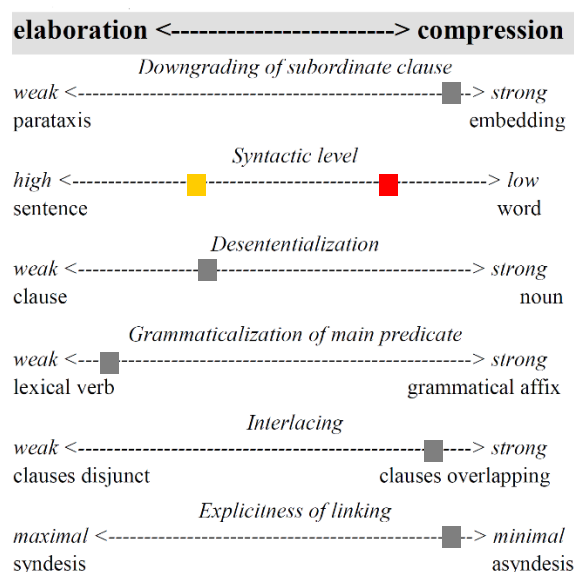 elaboration <------------------------> compression
Downgrading of subordinate clause
weak <-------------------------------------------------> strong
parataxis embedding
Syntactic level
high <-----------------------------------------------------> low
sentence word
Desententialization
weak <---------------------------------------------------> strong
clause noun
Grammaticalization of main predicate
weak <---------------------------------------------------> strong
lexical verb grammatical affix
Interlacing
weak <---------------------------------------------------> strong
clauses disjunct clauses overlapping
Explicitness of linking
maximal <----------------------------------------------> minimal
syndesis asyndesis